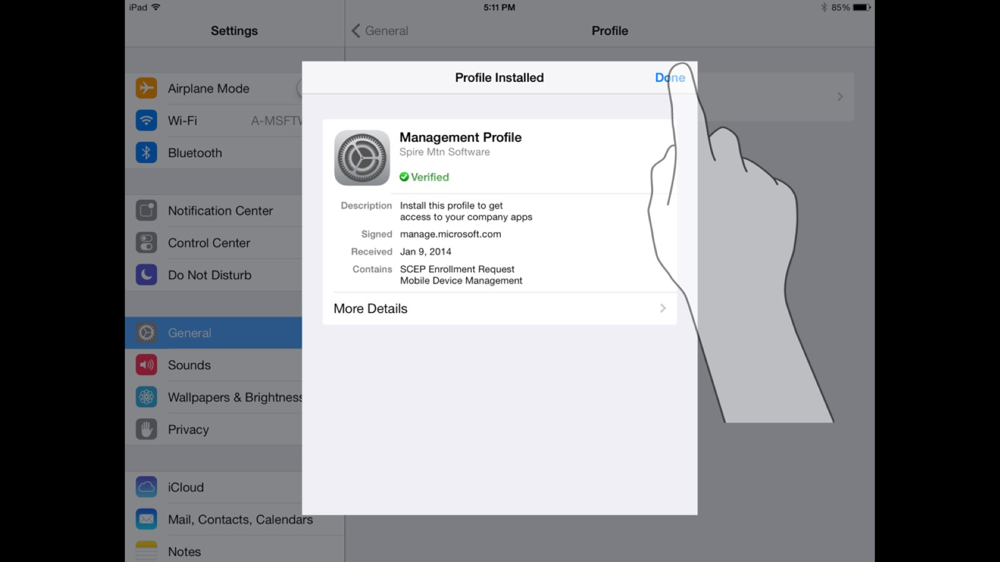 iPad
5:11 PM
85%
Settings
General
Profile
Airplane Mode
Wi-Fi
A-MSFTW
Bluetooth
Notification Center
Control Center
Do Not Disturb
General
Sounds
Wallpapers & Brightness
Privacy
iCloud
Mail, Contacts, Calendars
Notes
Profile Installed
Done
Management Profile
Spire Mtn Software
Verified
Description
Install this profile to get
access to your company apps
Signed
manage.microsoft.com
Received
Jan 9, 2014
Contains
SCEP Enrollment Request
Mobile Device Management
More Details